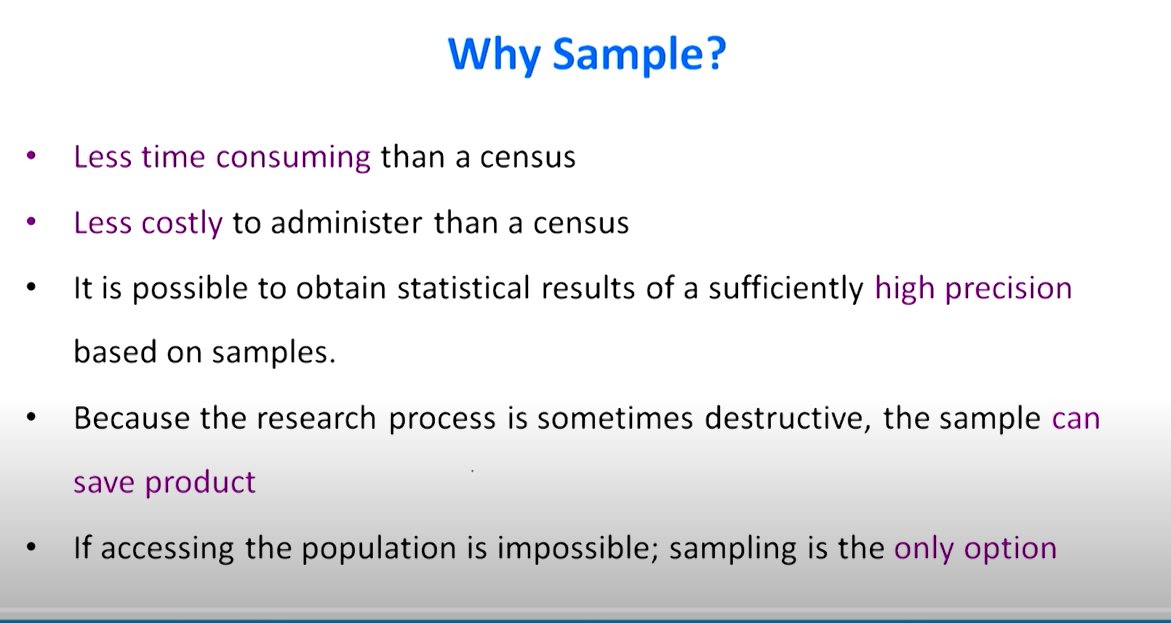 Why Sample?
• Less time consuming than a census
• Less costly to administer than a census
• It is possible to obtain statistical results of a sufficiently high precision
based on samples.
• Because the research process is sometimes destructive, the sample can
save product
• If accessing the population is impossible; sampling is the only option